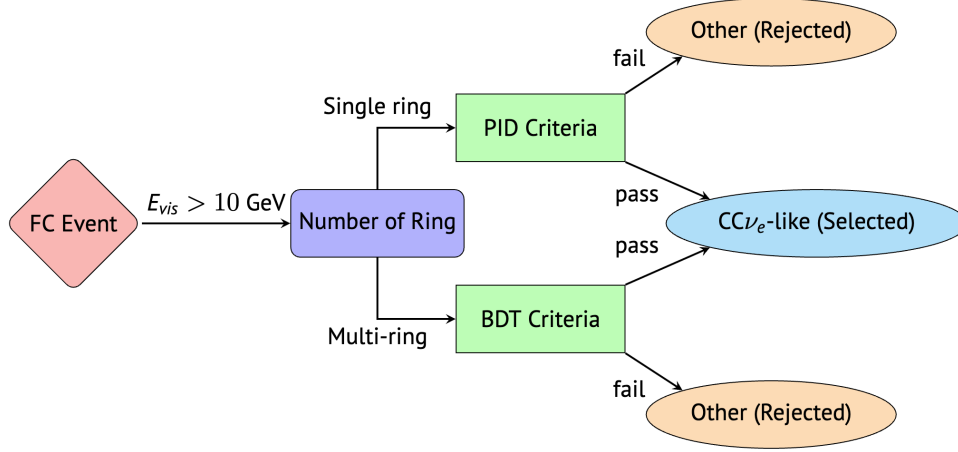 Other (Rejected)
fail
Single ring
PID Criteria
pass
FC Event
E_vis > 10 GeV
Number of Ring
CCν_e-like (Selected)
pass
BDT Criteria
Multi-ring
fail
Other (Rejected)